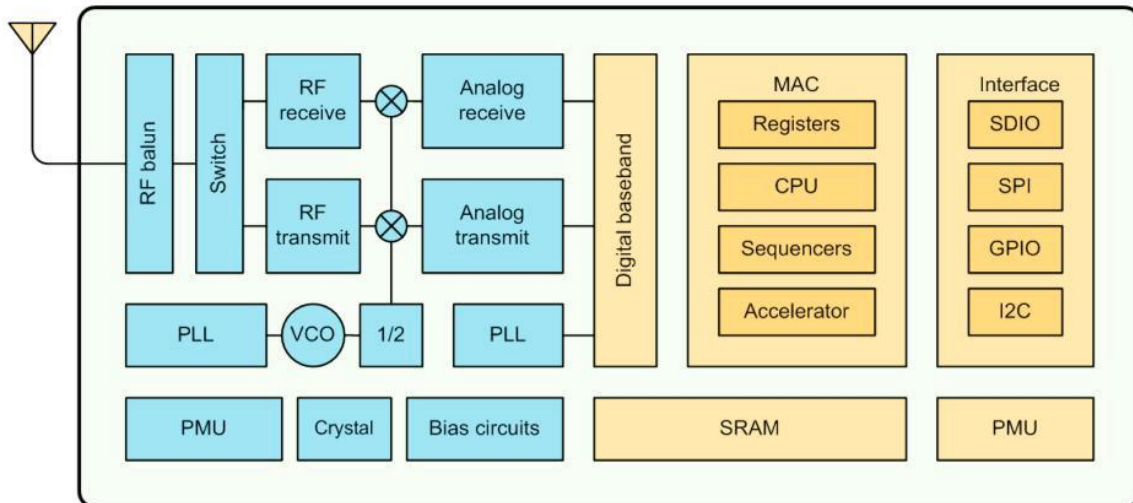 RF balun
Switch
RF
receive
Analog
receive
RF
transmit
Analog
transmit
PLL
VCO
1/2
PLL
Digital baseband
MAC
Registers
CPU
Sequencers
Accelerator
Interface
SDIO
SPI
GPIO
I2C
PMU
Crystal
Bias circuits
SRAM
PMU